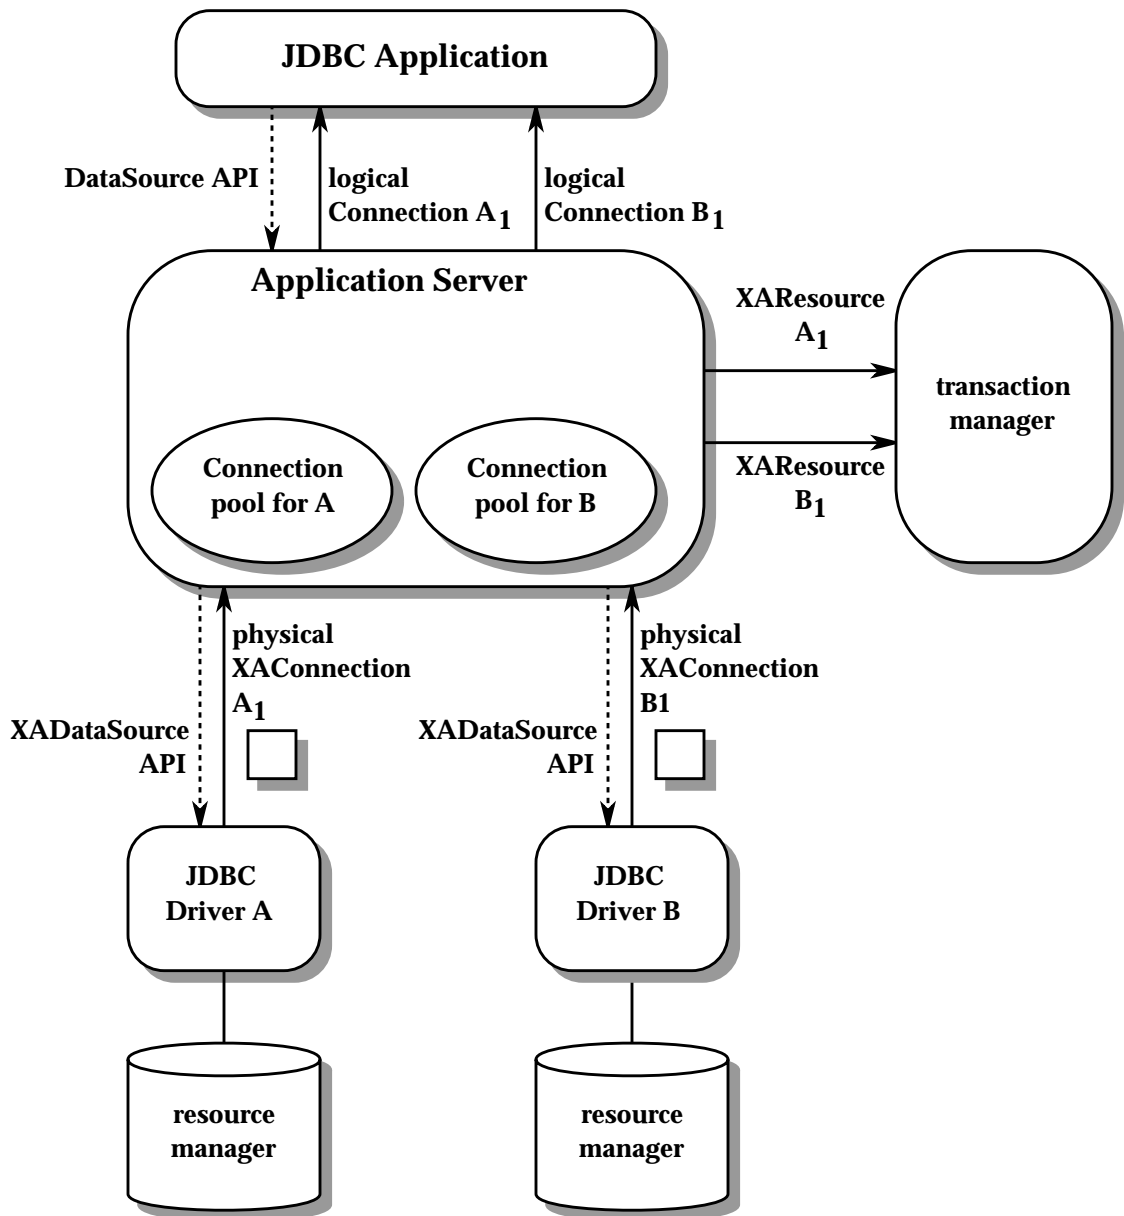 JDBC Application
DataSource API
logical
Connection A1
logical
Connection B1
Application Server
XAResource
A1
transaction
manager
XAResource
B1
Connection
pool for A
Connection
pool for B
physical
XAConnection
A1
physical
XAConnection
B1
XADataSource
API
XADataSource
API
JDBC
Driver A
JDBC
Driver B
resource
manager
resource
manager